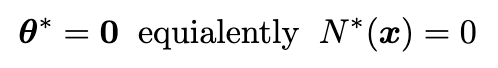 θ* = 0 equialently N*(x) = 0